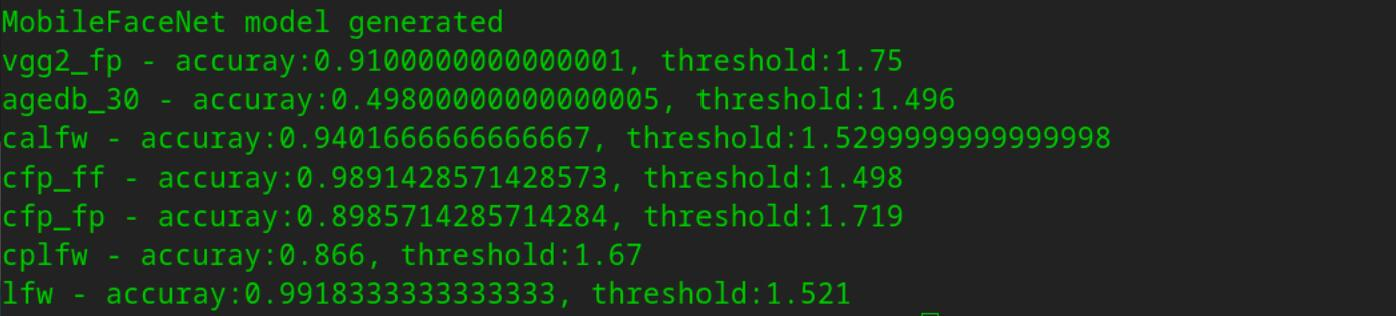 MobileFaceNet model generated
vgg2_fp - accuray:0.9100000000000001, threshold:1.75
agedb_30 - accuray:0.49800000000000005, threshold:1.496
calfw - accuray:0.9401666666666667, threshold:1.5299999999999998
cfp_ff - accuray:0.9891428571428573, threshold:1.498
cfp_fp - accuray:0.8985714285714284, threshold:1.719
cplfw - accuray:0.866, threshold:1.67
lfw - accuray:0.9918333333333333, threshold:1.521